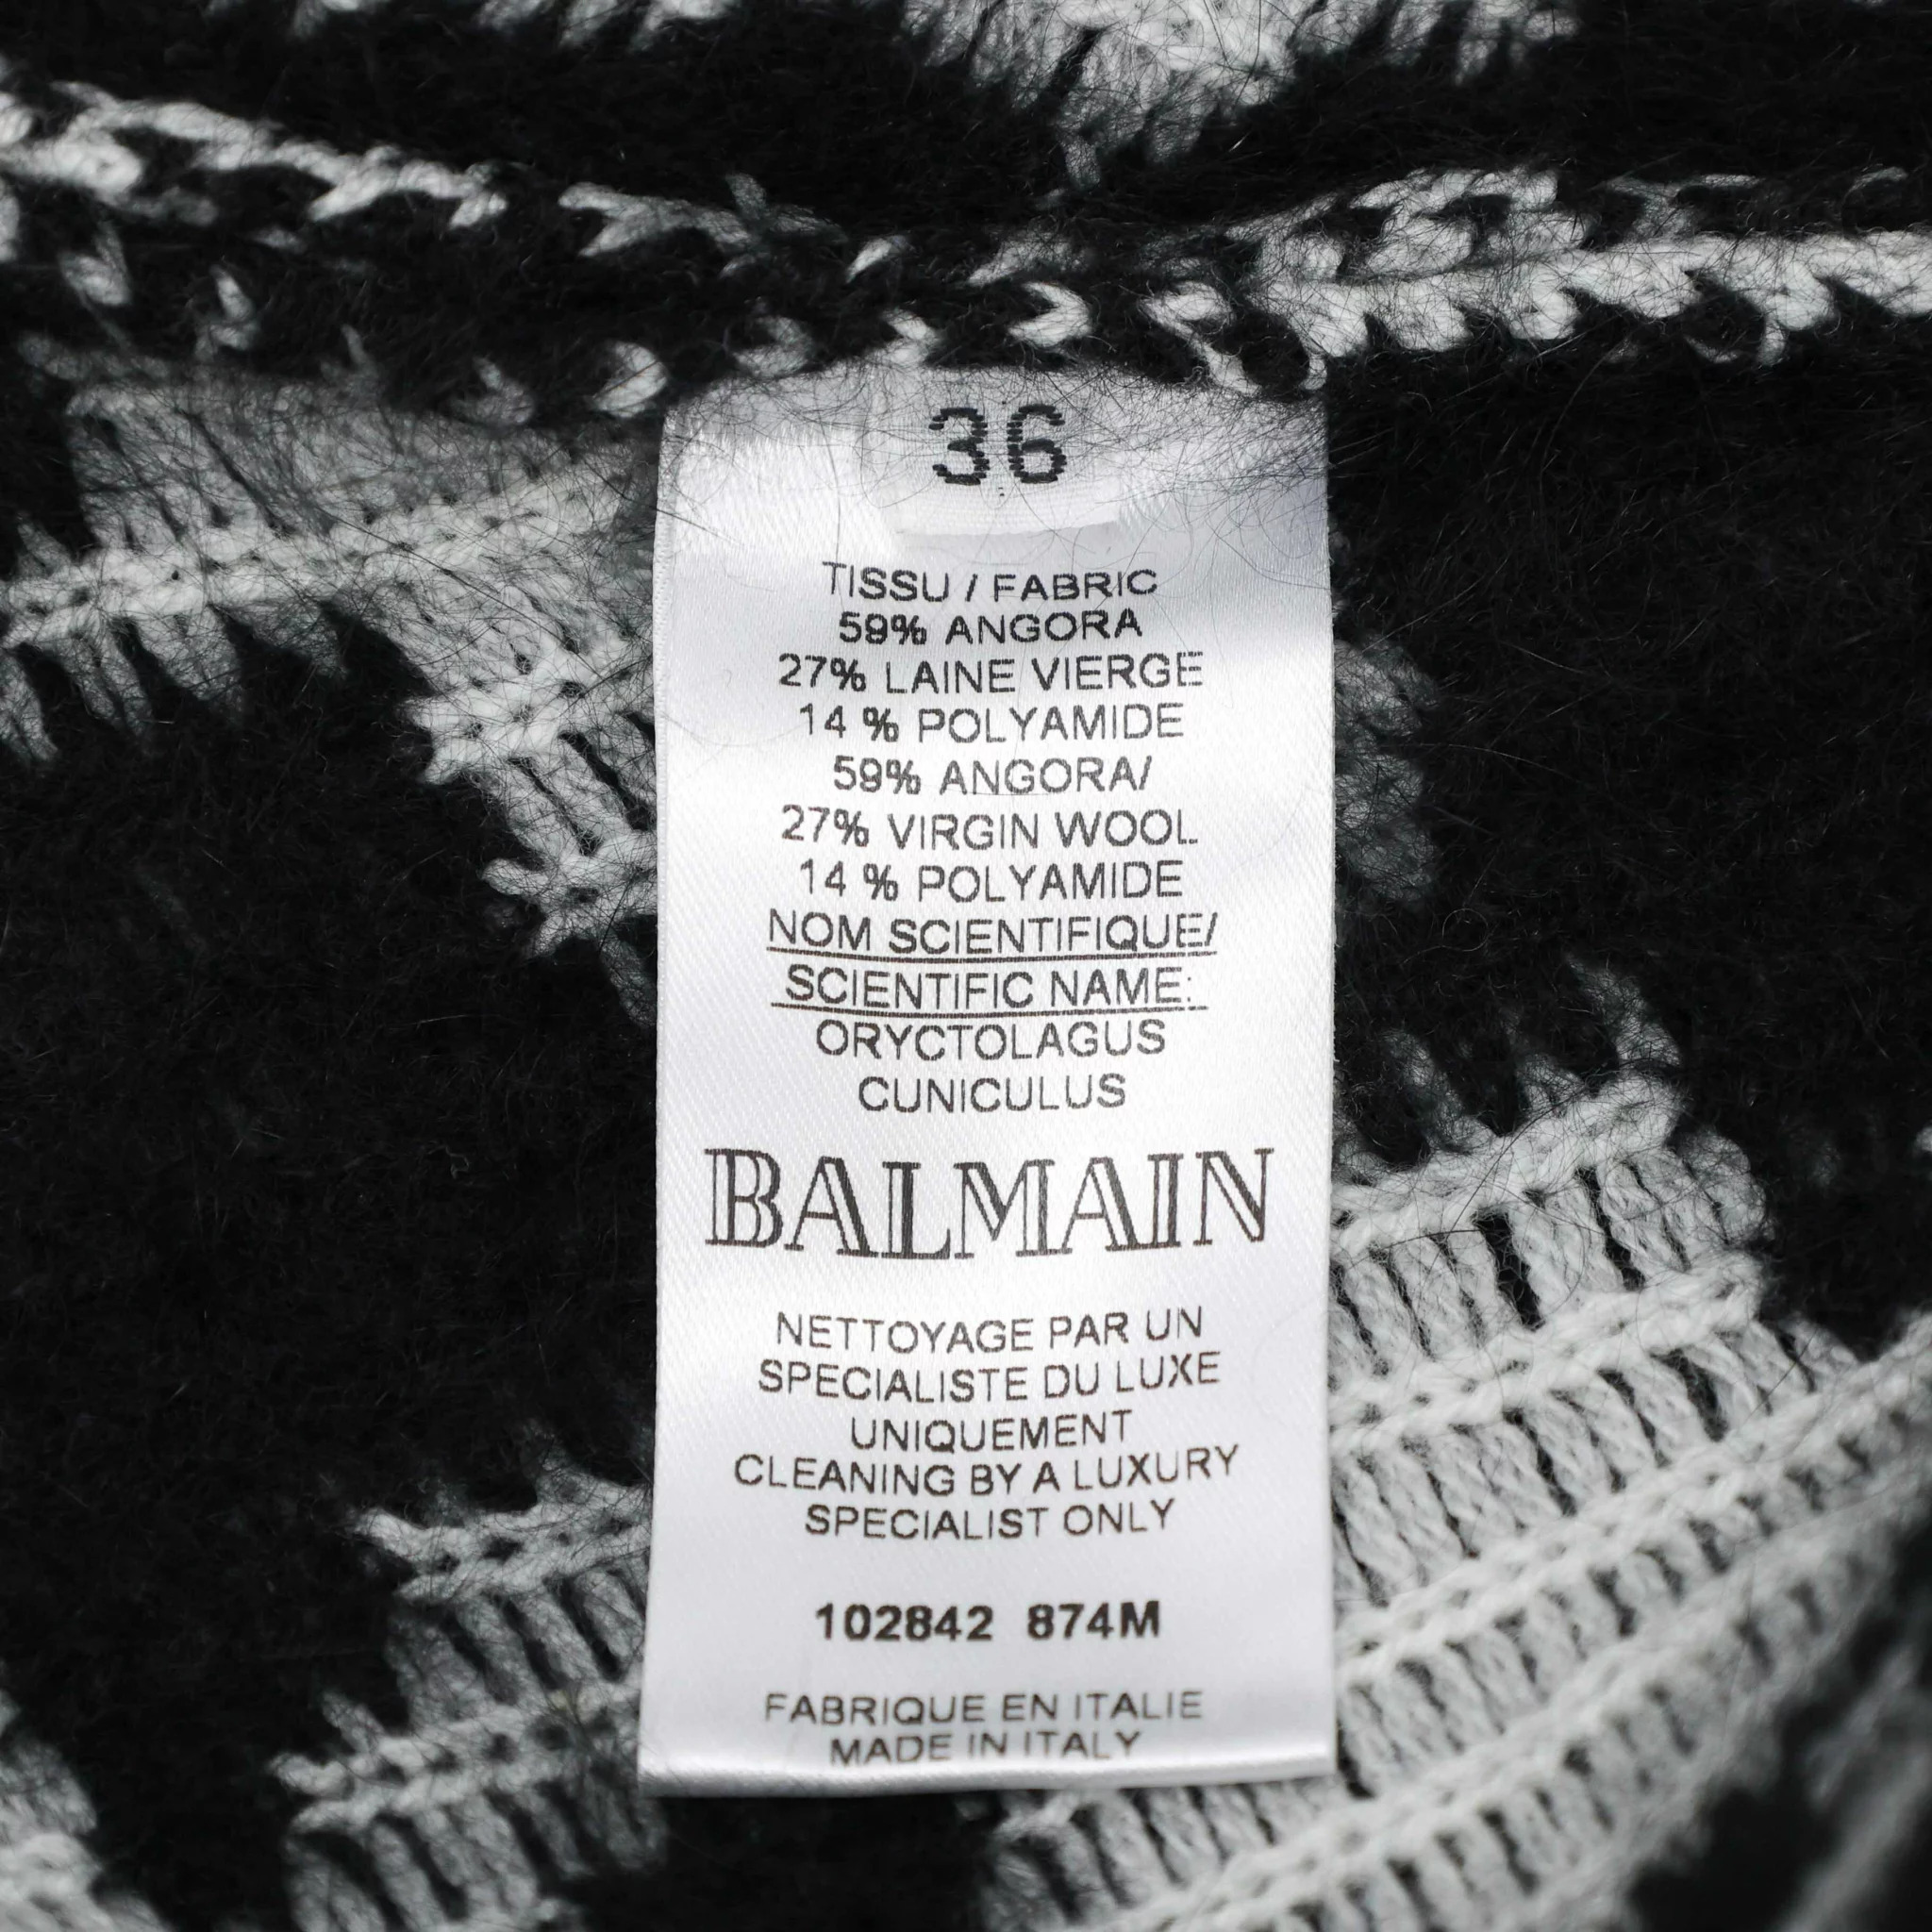 36
TISSU / FABRIC
59% ANGORA
27% LAINE VIERGE
14 % POLYAMIDE
59% ANGORA/
27% VIRGIN WOOL
14 % POLYAMIDE
NOM SCIENTIFIQUE/
SCIENTIFIC NAME:
ORYCTOLAGUS
CUNICULUS
BALMAIN
NETTOYAGE PAR UN
SPECIALISTE DU LUXE
UNIQUEMENT
CLEANING BY A LUXURY
SPECIALIST ONLY
102842 874M
FABRIQUE EN ITALIE
MADE IN ITALY